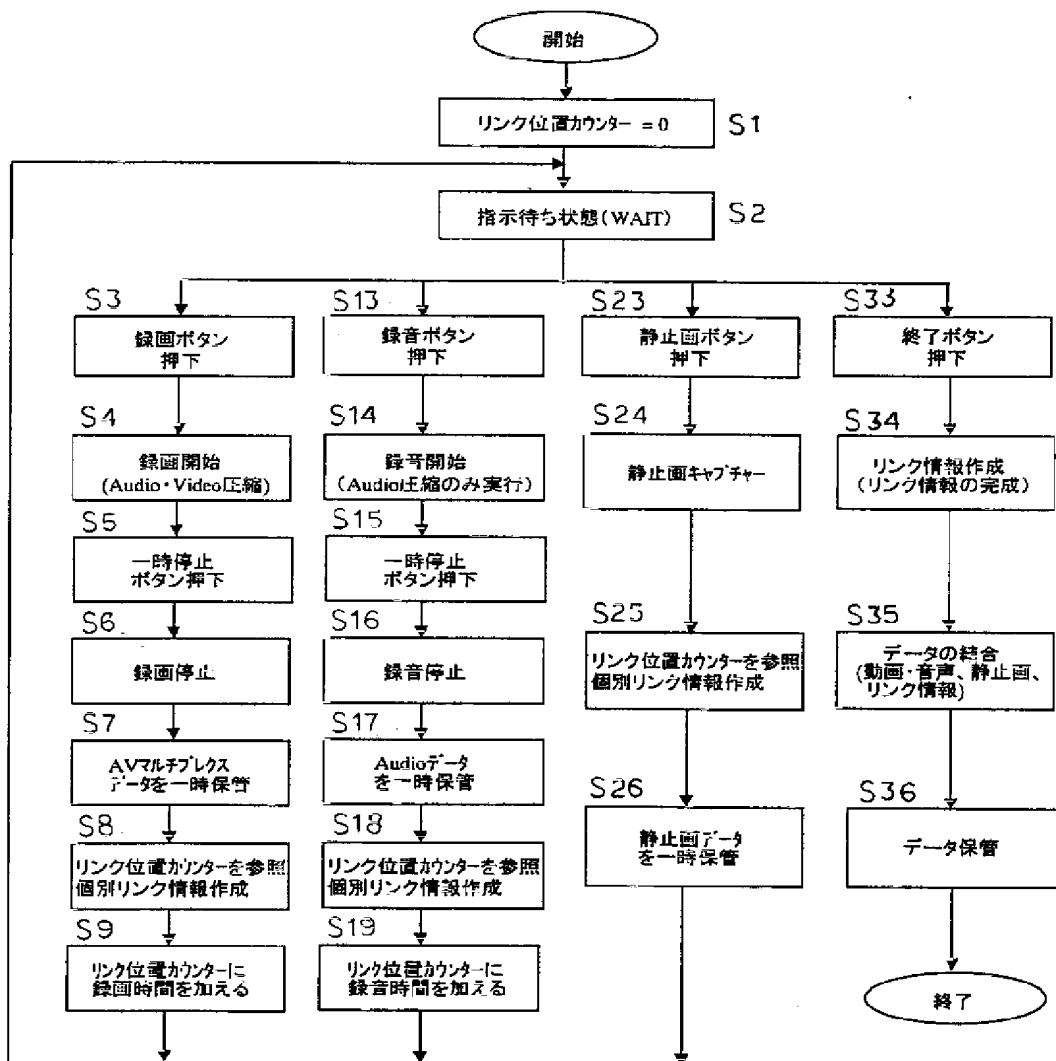 開始
リンク位置カウンター = 0
S1
指示待ち状態(WAIT)
S2
S3
録画ボタン
押下
S4
録画開始
(Audio・Video圧縮)
S5
一時停止
ボタン押下
S6
録画停止
S7
AVマルチプレクス
データを一時保管
S8
リンク位置カウンターを参照
個別リンク情報作成
S9
リンク位置カウンターに
録画時間を加える
S13
録音ボタン
押下
S14
録音開始
(Audio圧縮のみ実行)
S15
一時停止
ボタン押下
S16
録音停止
S17
Audioデータ
を一時保管
S18
リンク位置カウンターを参照
個別リンク情報作成
S19
リンク位置カウンターに
録音時間を加える
S23
静止画ボタン
押下
S24
静止画キャプチャー
S25
リンク位置カウンターを参照
個別リンク情報作成
S26
静止画データ
を一時保管
S33
終了ボタン
押下
S34
リンク情報作成
(リンク情報の完成)
S35
データの結合
(動画・音声、静止画、
リンク情報)
S36
データ保管
終了